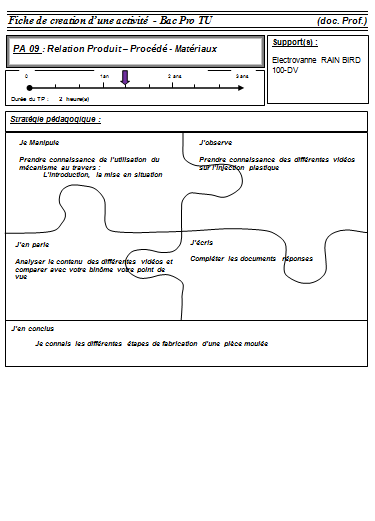 Fiche de creation d'une activité - Bac Pro TU (doc. Prof.)
PA 09 : Relation Produit – Procédé - Matériaux
Support(s) :
Electrovanne RAIN BIRD
100-DV
0 1an 2 ans 3 ans
Durée du TP : 2 heure(s)
Stratégie pédagogique :
Je Manipule
Prendre connaissance de l'utilisation du
mécanisme au travers :
L'introduction, la mise en situation
J'observe
Prendre connaissance des différentes vidéos
sur l'injection plastique
J'en parle
Analyser le contenu des différentes vidéos et
comparer avec votre binôme votre point de
vue
J'écris
Compléter les documents réponses
J'en conclus
Je connais les différentes étapes de fabrication d'une pièce moulée